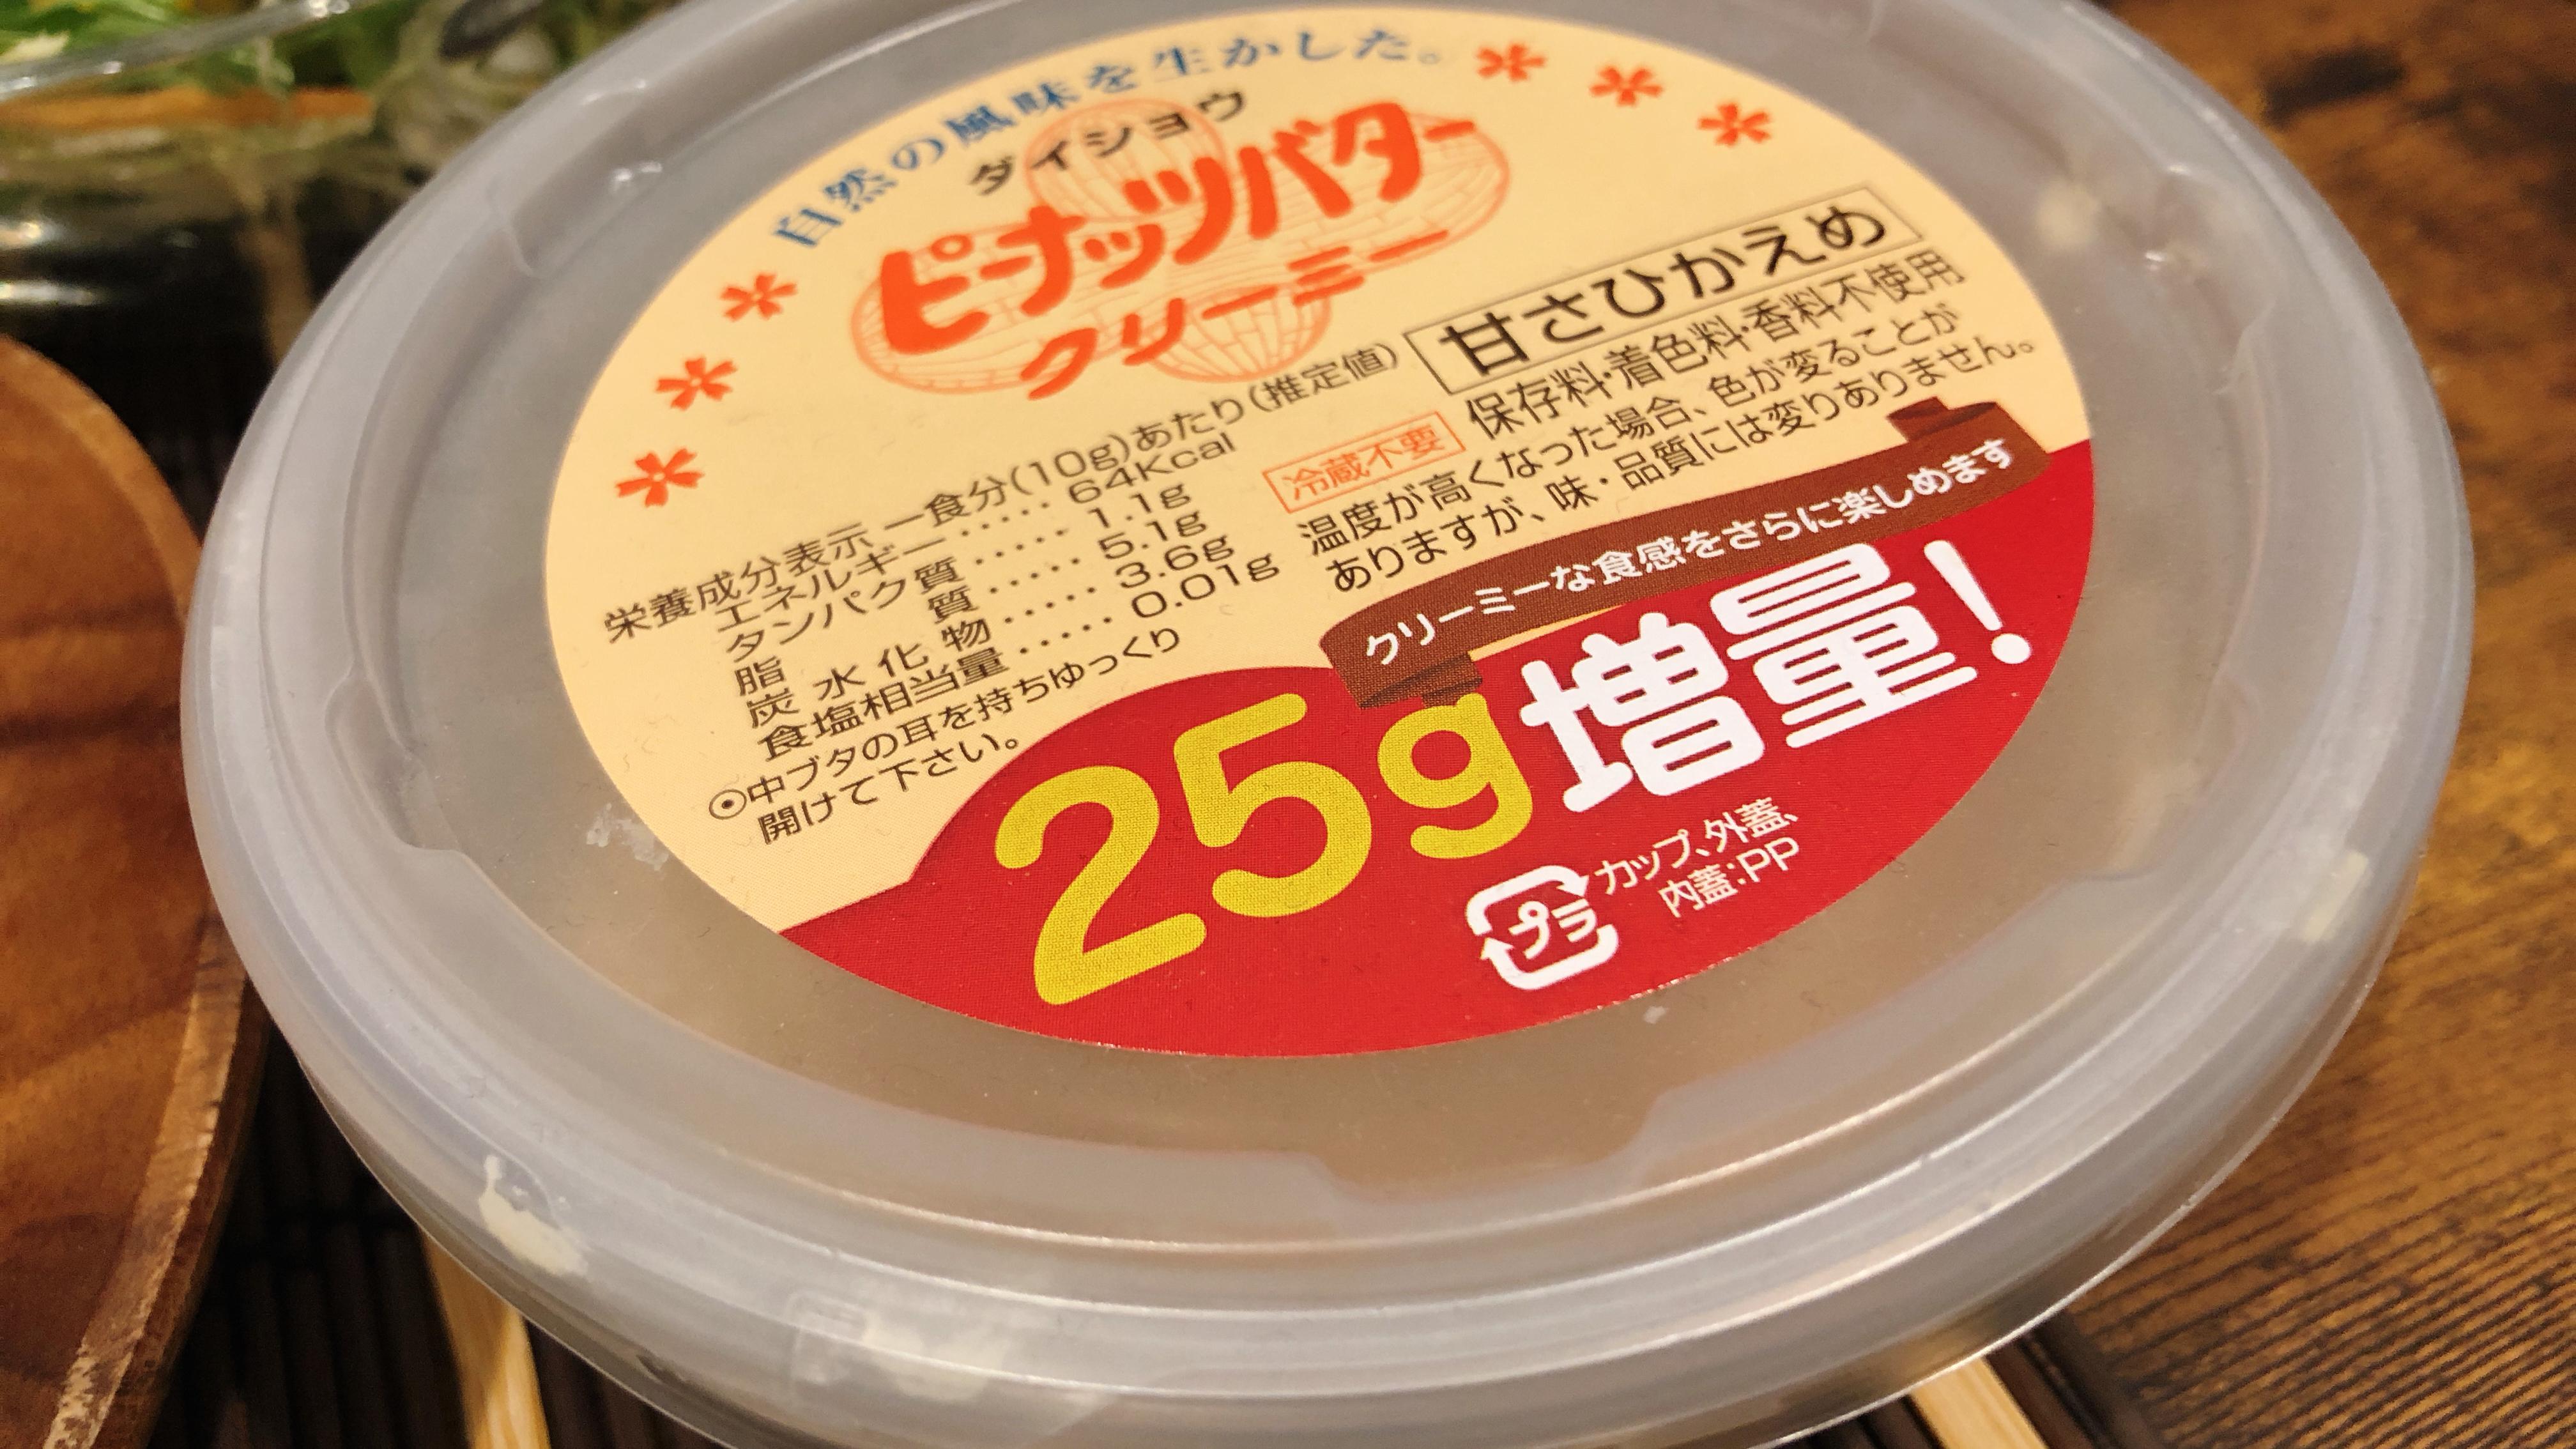 自然の風味を生かした。
ダイショウ
ピーナッツバター
クリーミー
甘さひかえめ
保存料・着色料・香料不使用
冷蔵不要
温度が高くなった場合、色が変ることが
ありますが、味・品質には変りありません。
栄養成分表示 一食分(10g)あたり(推定値)
エネルギー・・・・・64Kcal
タンパク質・・・・・1.1g
脂質・・・・・5.1g
炭水化物・・・・・3.6g
食塩相当量・・・・・0.01g
◉中ブタの耳を持ちゆっくり
開けて下さい。
クリーミーな食感をさらに楽しめます
25g増量!
プラ
カップ、外蓋、
内蓋:PP